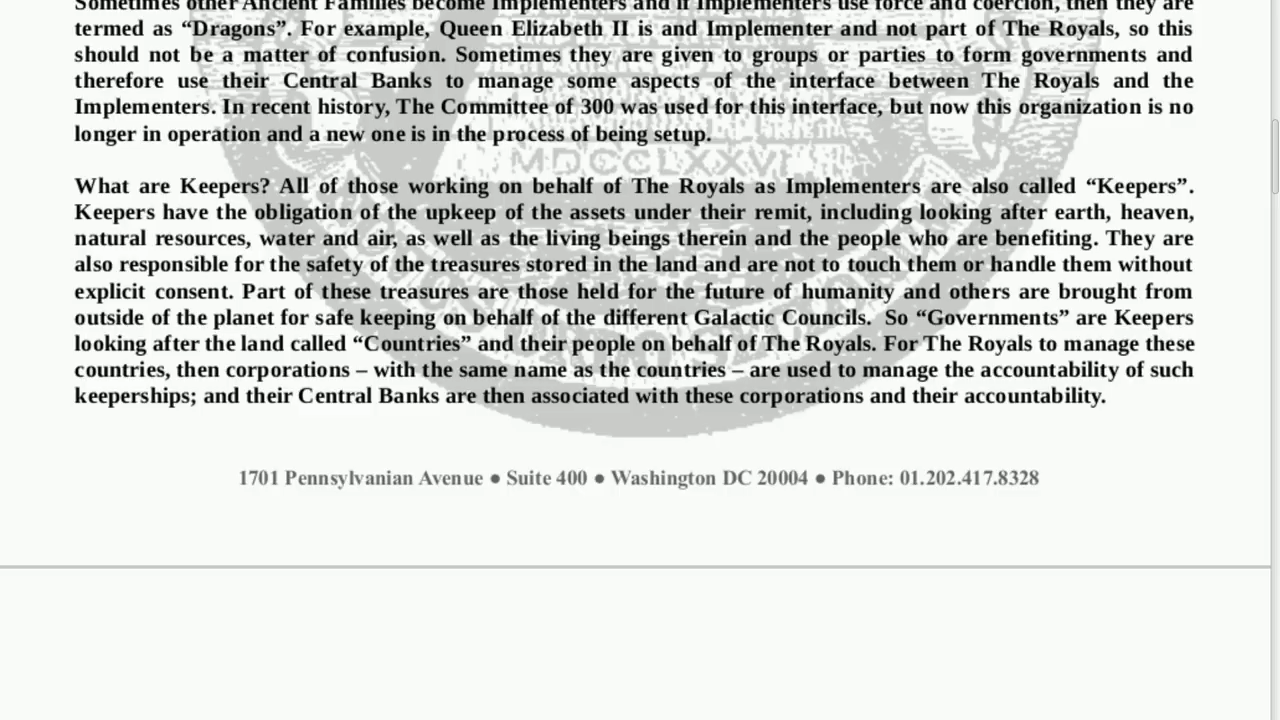 Sometimes other Ancient Families become Implementers and if Implementers use force and coercion, then they are
termed as “Dragons”. For example, Queen Elizabeth II is and Implementer and not part of The Royals, so this
should not be a matter of confusion. Sometimes they are given to groups or parties to form governments and
therefore use their Central Banks to manage some aspects of the interface between The Royals and the
Implementers. In recent history, The Committee of 300 was used for this interface, but now this organization is no
longer in operation and a new one is in the process of being setup.
MDCCLXXVI
What are Keepers? All of those working on behalf of The Royals as Implementers are also called “Keepers”.
Keepers have the obligation of the upkeep of the assets under their remit, including looking after earth, heaven,
natural resources, water and air, as well as the living beings therein and the people who are benefiting. They are
also responsible for the safety of the treasures stored in the land and are not to touch them or handle them without
explicit consent. Part of these treasures are those held for the future of humanity and others are brought from
outside of the planet for safe keeping on behalf of the different Galactic Councils.  So “Governments” are Keepers
looking after the land called “Countries” and their people on behalf of The Royals. For The Royals to manage these
countries, then corporations – with the same name as the countries – are used to manage the accountability of such
keeperships; and their Central Banks are then associated with these corporations and their accountability.
1701 Pennsylvanian Avenue ● Suite 400 ● Washington DC 20004 ● Phone: 01.202.417.8328